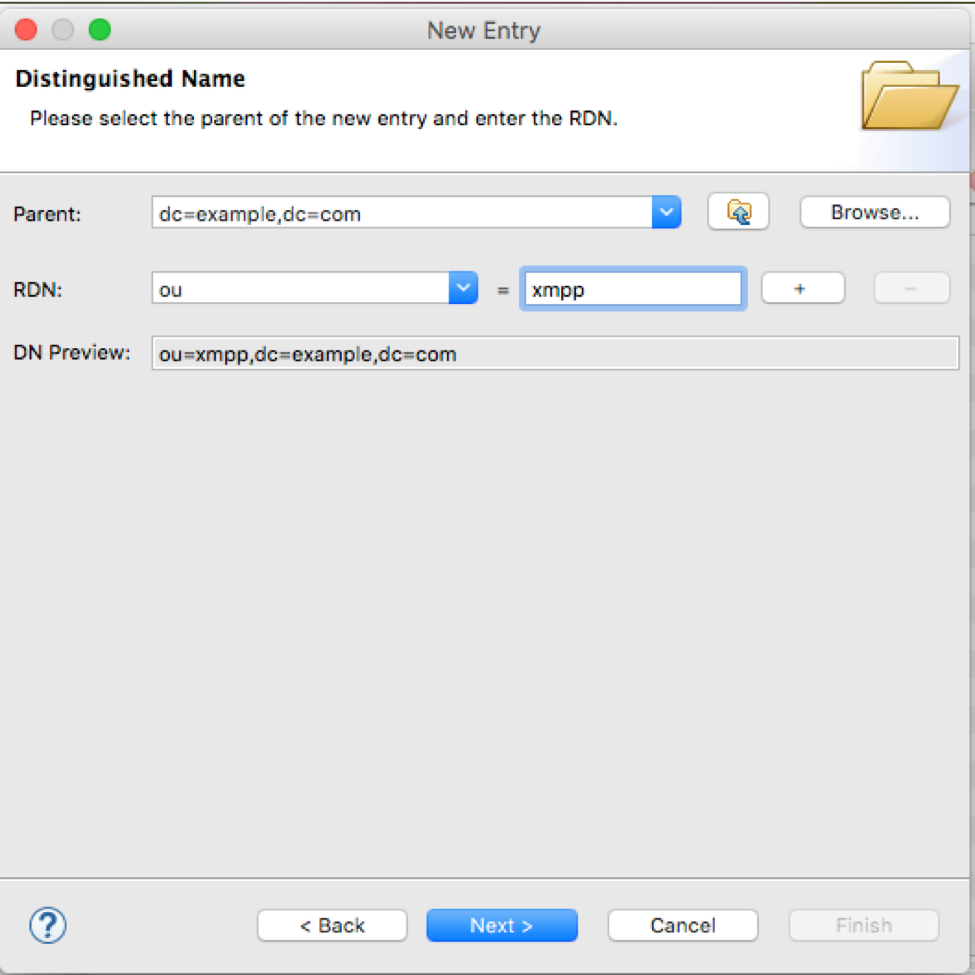 New Entry
Distinguished Name
Please select the parent of the new entry and enter the RDN.
Parent: dc=example,dc=com Browse...
RDN: ou = xmpp + −
DN Preview: ou=xmpp,dc=example,dc=com
? < Back Next > Cancel Finish